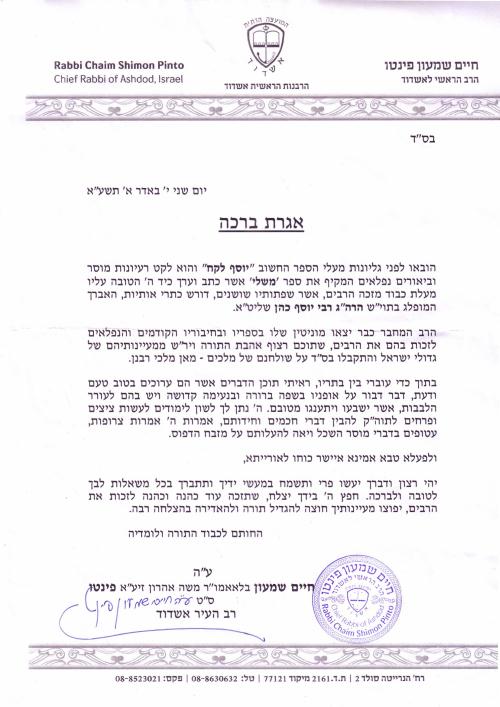 המועצה הדתית
אשדוד
Rabbi Chaim Shimon Pinto
Chief Rabbi of Ashdod, Israel
הרבנות הראשית אשדוד
חיים שמעון פינטו
הרב הראשי לאשדוד
בס"ד
יום שני י' באדר א' תשע"א
אגרת ברכה
הובאו לפני גליונות מעלי הספר החשוב "יוסף לקח" והוא לקט רעיונות מוסר
וביאורים נפלאים המקיף את ספר 'משלי' אשר כתב וערך כיד ה' הטובה עליו
מעלת כבוד מזכה הרבים, אשר שפתותיו שושנים, דורש כתרי אותיות, האברך
המופלג בתוי"ש הרה"ג רבי יוסף כהן שליט"א.
הרב המחבר כבר יצאו מוניטין שלו בספריו ובחיבוריו הקודמים והנפלאים
לזכות בהם את הרבים, שתוכם רצוף אהבת התורה ויר"ש ממעיינותיהם של
גדולי ישראל והתקבלו בס"ד על שולחנם של מלכים - מאן מלכי רבנן.
בתוך כדי עוברי בין בתריו, ראיתי תוכן הדברים אשר הם ערוכים בטוב טעם
ודעת, דבר דבור על אופניו בשפה ברורה ובנעימה קדושה ויש בהם לעורר
הלבבות, אשר ישבעו ויתענגו מטובם. ה' נתן לך לשון לימודים לעשות ציצים
ופרחים לתוה"ק להבין דברי חכמים וחידותם, אמרות ה' אמרות צרופות,
עטופים בדברי מוסר השכל ויאה להעלותם על מזבח הדפוס.
ולפעלא טבא אמינא איישר כוחו לאורייתא,
יהי רצון ודברך יעשו פרי ותשמח במעשי ידיך ותתברך בכל משאלות לבך
לטובה ולברכה. חפץ ה' בידך יצלח, שתזכה עוד כהנה וכהנה לזכות את
הרבים, יפוצו מעיינותיך חוצה להגדיל תורה ולהאדירה בהצלחה רבה.
החותם לכבוד התורה ולומדיה
ע"ה
חיים שמעון בלאאמו"ר משה אהרון זיע"א פינטו
ס"ט
רב העיר אשדוד
חיים שמעון פינטו
הרב הראשי לאשדוד
Chief Rabbi of Ashdod
Rabbi Chaim Shimon Pinto
רח' הנרייטה סולד 2 | ת.ד. 2161 מיקוד 77121 | טל: 08-8630632 | פקס: 08-8523021